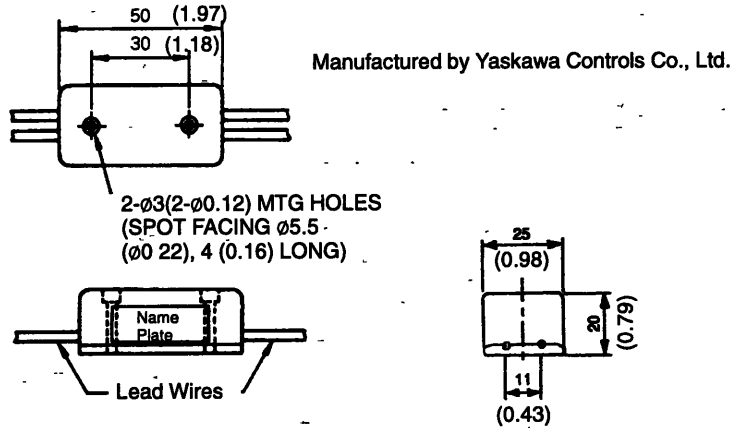 50 (1.97)
30 (1.18)
Manufactured by Yaskawa Controls Co., Ltd.
2-ø3(2-ø0.12) MTG HOLES
(SPOT FACING ø5.5
(ø0 22), 4 (0.16) LONG)
25
(0.98)
Name
Plate
20
(0.79)
Lead Wires
11
(0.43)